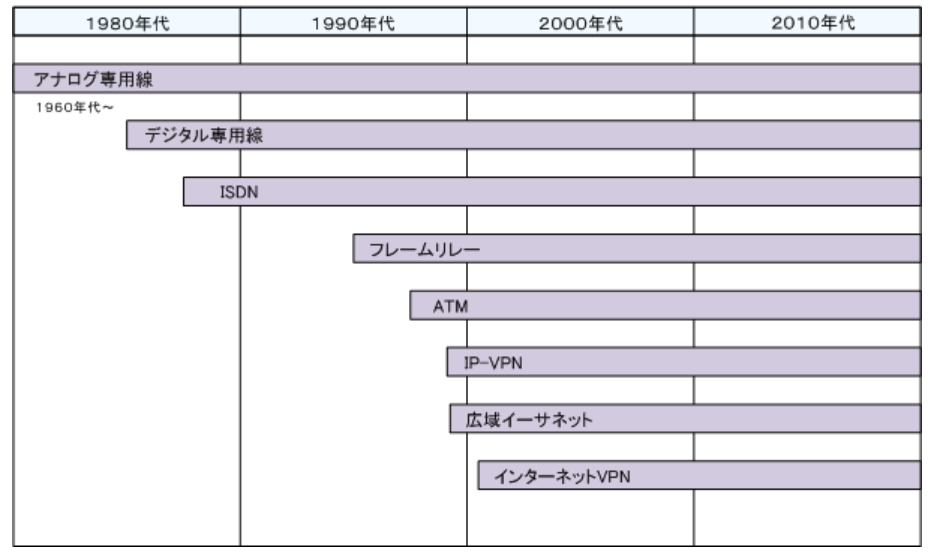 1980年代 1990年代 2000年代 2010年代
アナログ専用線
1960年代~
デジタル専用線
ISDN
フレームリレー
ATM
IP-VPN
広域イーサネット
インターネットVPN